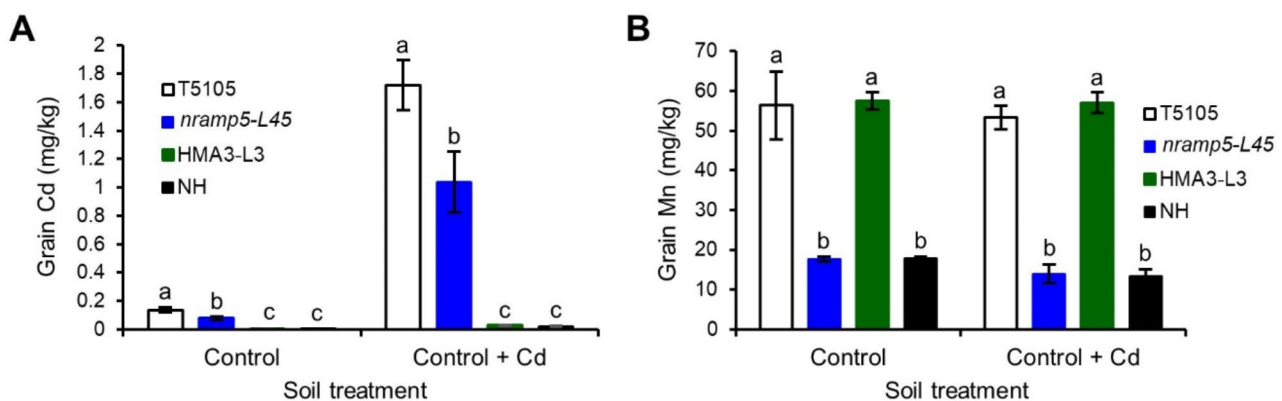 A
Grain Cd (mg/kg)
2
1.8
1.6
1.4
1.2
1
0.8
0.6
0.4
0.2
0
T5105
nramp5-L45
HMA3-L3
NH
a
b
c
c
a
b
c
c
Control
Control + Cd
Soil treatment
B
Grain Mn (mg/kg)
70
60
50
40
30
20
10
0
a
b
a
b
a
b
a
b
T5105
nramp5-L45
HMA3-L3
NH
Control
Control + Cd
Soil treatment